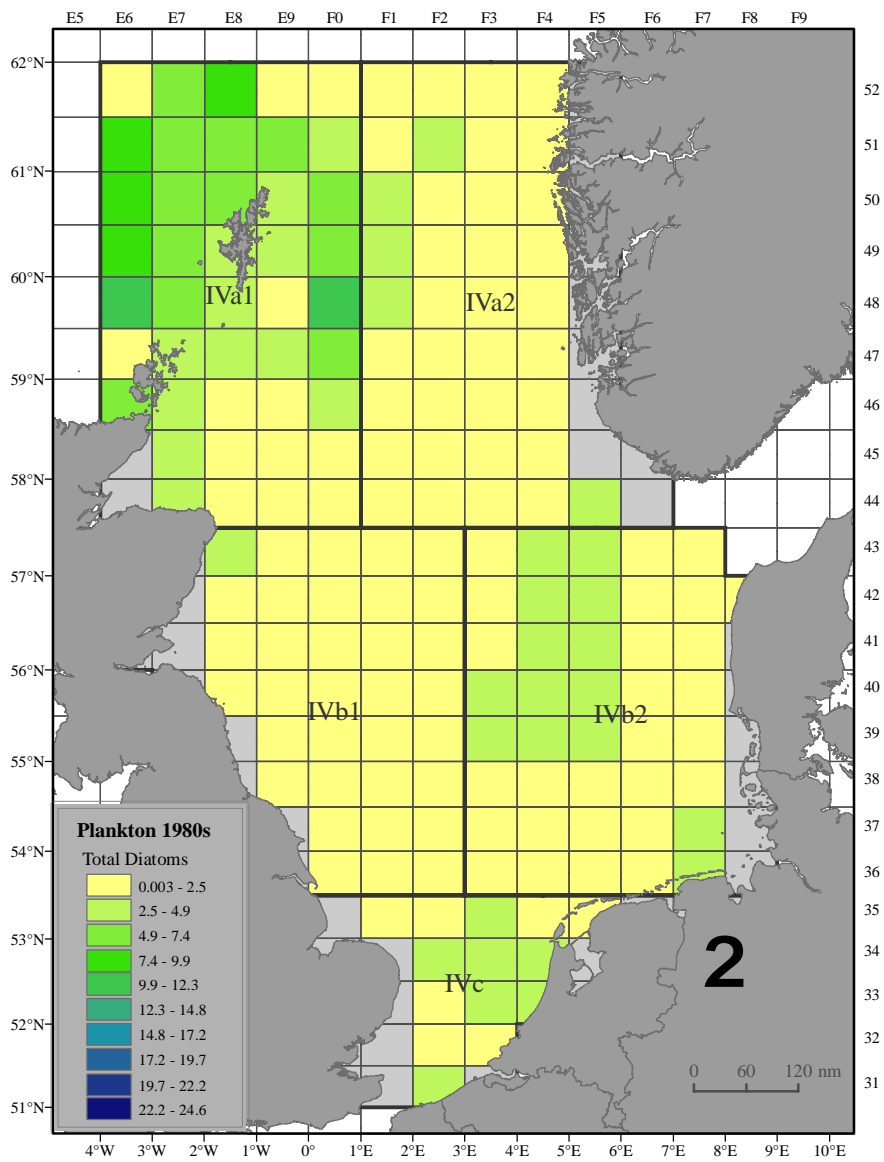 E5 E6 E7 E8 E9 F0 F1 F2 F3 F4 F5 F6 F7 F8 F9
62°N
52
51
61°N
50
60°N
49
IVa1 IVa2
48
47
59°N
46
45
58°N
44
43
57°N
42
41
56°N
40
IVb1 IVb2
39
55°N
38
Plankton 1980s
37
Total Diatoms
54°N
36
0.003 - 2.5
2.5 - 4.9
35
4.9 - 7.4
53°N
34
7.4 - 9.9
2
9.9 - 12.3
IVc
33
12.3 - 14.8
52°N
14.8 - 17.2
32
17.2 - 19.7
0 60 120 nm
19.7 - 22.2
31
22.2 - 24.6
51°N
4°W 3°W 2°W 1°W 0° 1°E 2°E 3°E 4°E 5°E 6°E 7°E 8°E 9°E 10°E